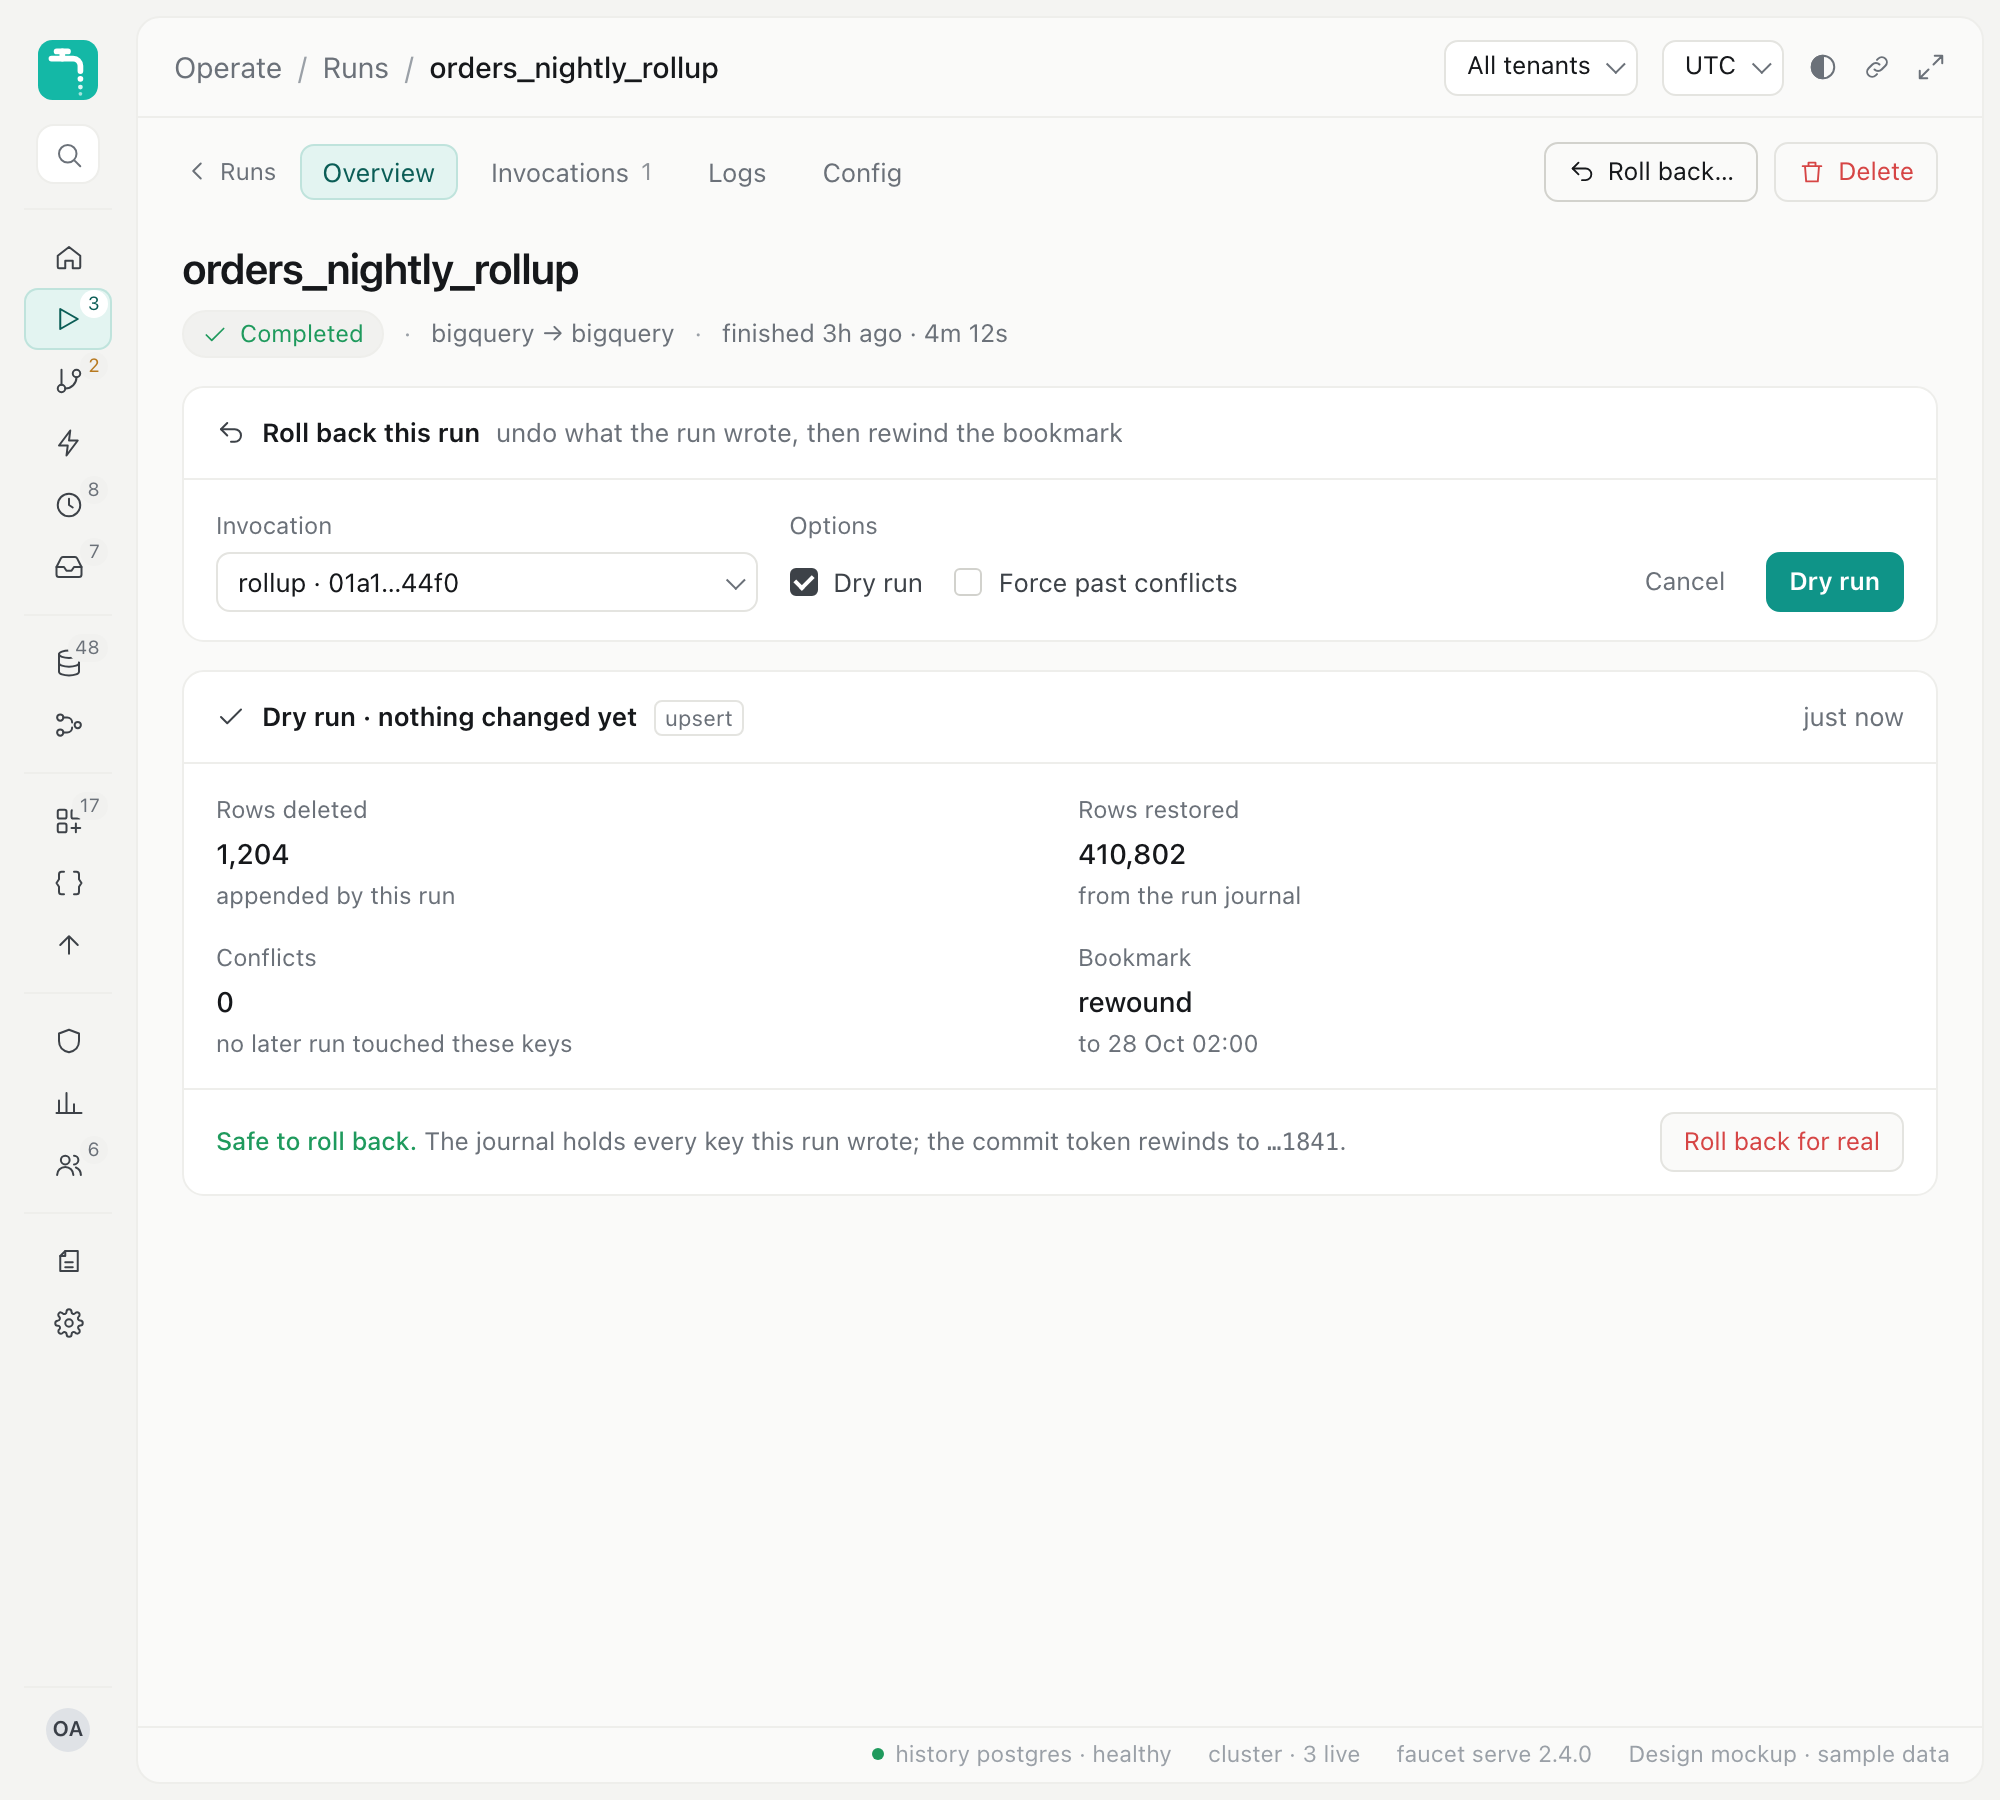 Operate / Runs / orders_nightly_rollup
All tenants
UTC
Runs
Overview
Invocations 1
Logs
Config
Roll back...
Delete
3
2
8
7
48
17
6
OA
orders_nightly_rollup
Completed · bigquery → bigquery · finished 3h ago · 4m 12s
Roll back this run undo what the run wrote, then rewind the bookmark
Invocation
rollup · 01a1...44f0
Options
Dry run
Force past conflicts
Cancel
Dry run
Dry run · nothing changed yet upsert
just now
Rows deleted
1,204
appended by this run
Rows restored
410,802
from the run journal
Conflicts
0
no later run touched these keys
Bookmark
rewound
to 28 Oct 02:00
Safe to roll back. The journal holds every key this run wrote; the commit token rewinds to …1841.
Roll back for real
history postgres · healthy
cluster · 3 live
faucet serve 2.4.0
Design mockup · sample data